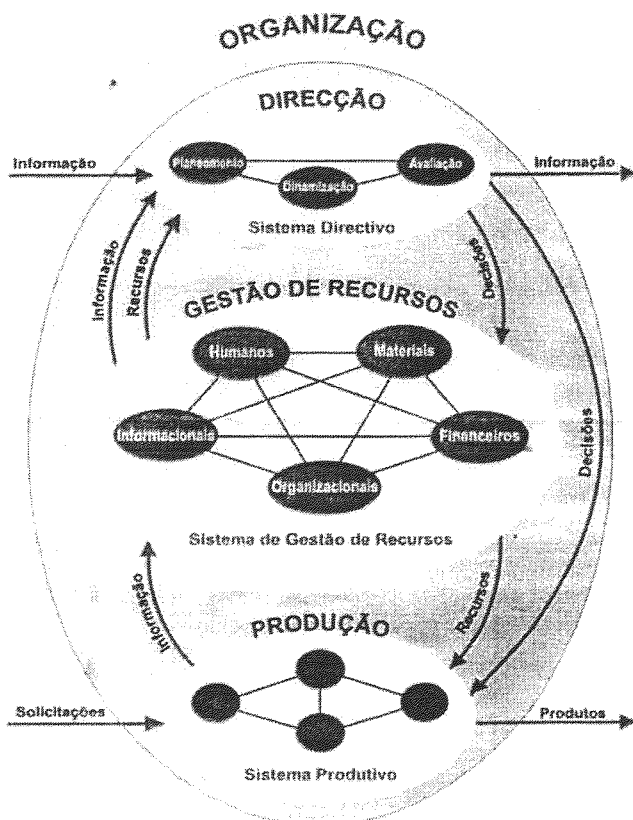 ORGANIZAÇÃO
DIRECÇÃO
Informação
Planeamento
Avaliação
Informação
Dinamização
Sistema Directivo
Informação
Recursos
Decisões
GESTÃO DE RECURSOS
Humanos
Materiais
Informacionais
Financeiros
Decisões
Organizacionais
Sistema de Gestão de Recursos
Informação
Recursos
PRODUÇÃO
Solicitações
Produtos
Sistema Produtivo